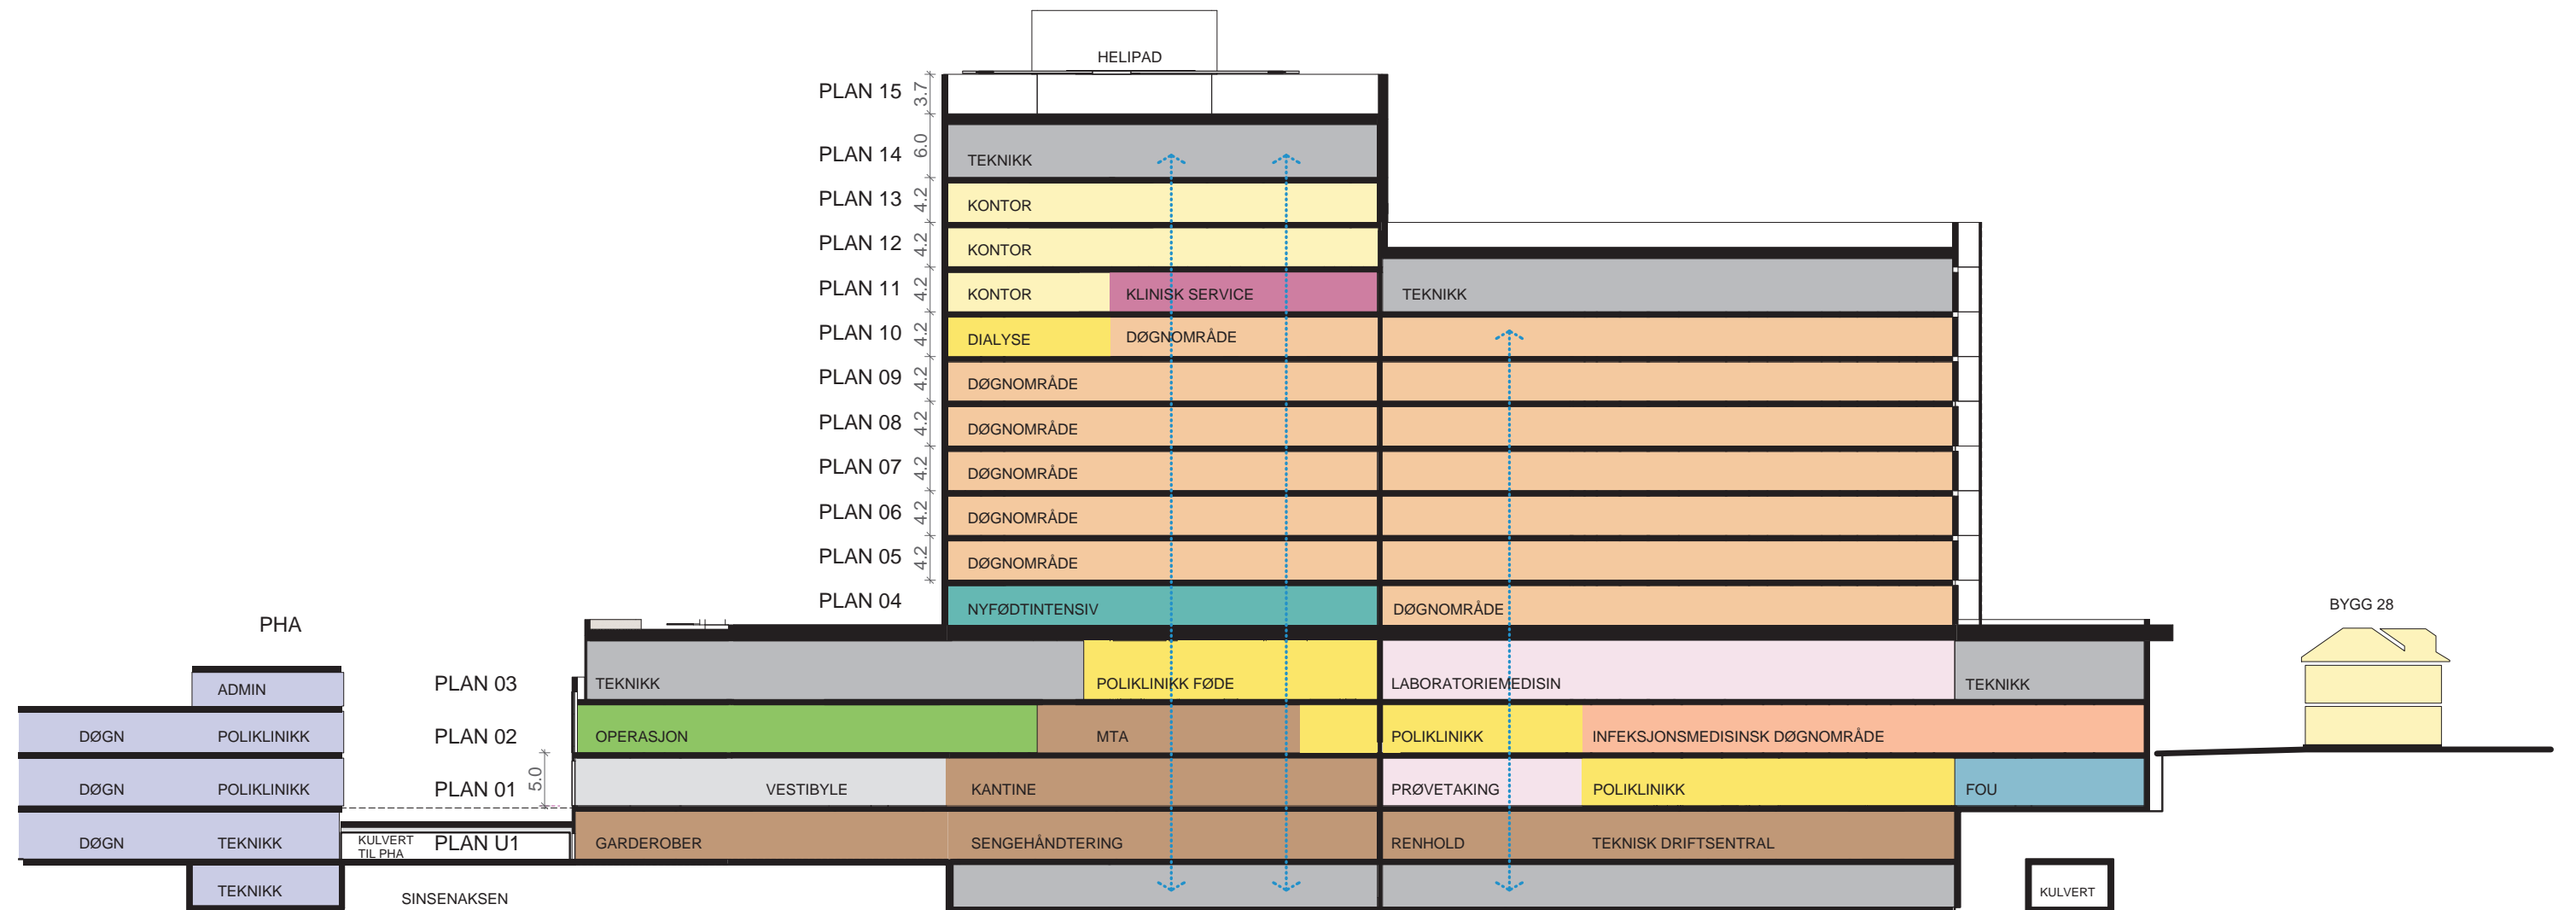 HELIPAD
PLAN 15 3.7
PLAN 14 6.0 TEKNIKK
PLAN 13 4.2 KONTOR
PLAN 12 4.2 KONTOR
PLAN 11 4.2 KONTOR KLINISK SERVICE TEKNIKK
PLAN 10 4.2 DIALYSE DØGNOMRÅDE
PLAN 09 4.2 DØGNOMRÅDE
PLAN 08 4.2 DØGNOMRÅDE
PLAN 07 4.2 DØGNOMRÅDE
PLAN 06 4.2 DØGNOMRÅDE
PLAN 05 4.2 DØGNOMRÅDE
PLAN 04 NYFØDTINTENSIV DØGNOMRÅDE
BYGG 28
PHA
ADMIN PLAN 03 TEKNIKK POLIKLINIKK FØDE LABORATORIEMEDISIN TEKNIKK
DØGN POLIKLINIKK PLAN 02 OPERASJON MTA POLIKLINIKK INFEKSJONSMEDISINSK DØGNOMRÅDE
DØGN POLIKLINIKK PLAN 01 5.0 VESTIBYLE KANTINE PRØVETAKING POLIKLINIKK FOU
DØGN TEKNIKK KULVERT
TIL PHA
PLAN U1 GARDEROBER SENGEHÅNDTERING RENHOLD TEKNISK DRIFTSENTRAL
TEKNIKK SINSENAKSEN KULVERT